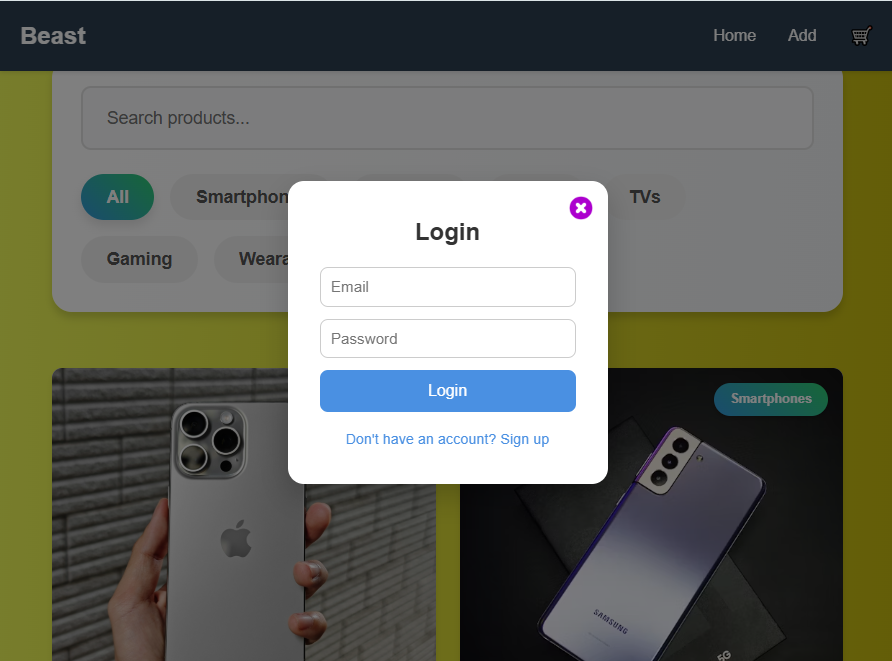 Beast
Home Add
Search products...
All Smartphon TVs
Gaming Weara
Login
Email
Password
Login
Don't have an account? Sign up
Smartphones
SAMSUNG
5G